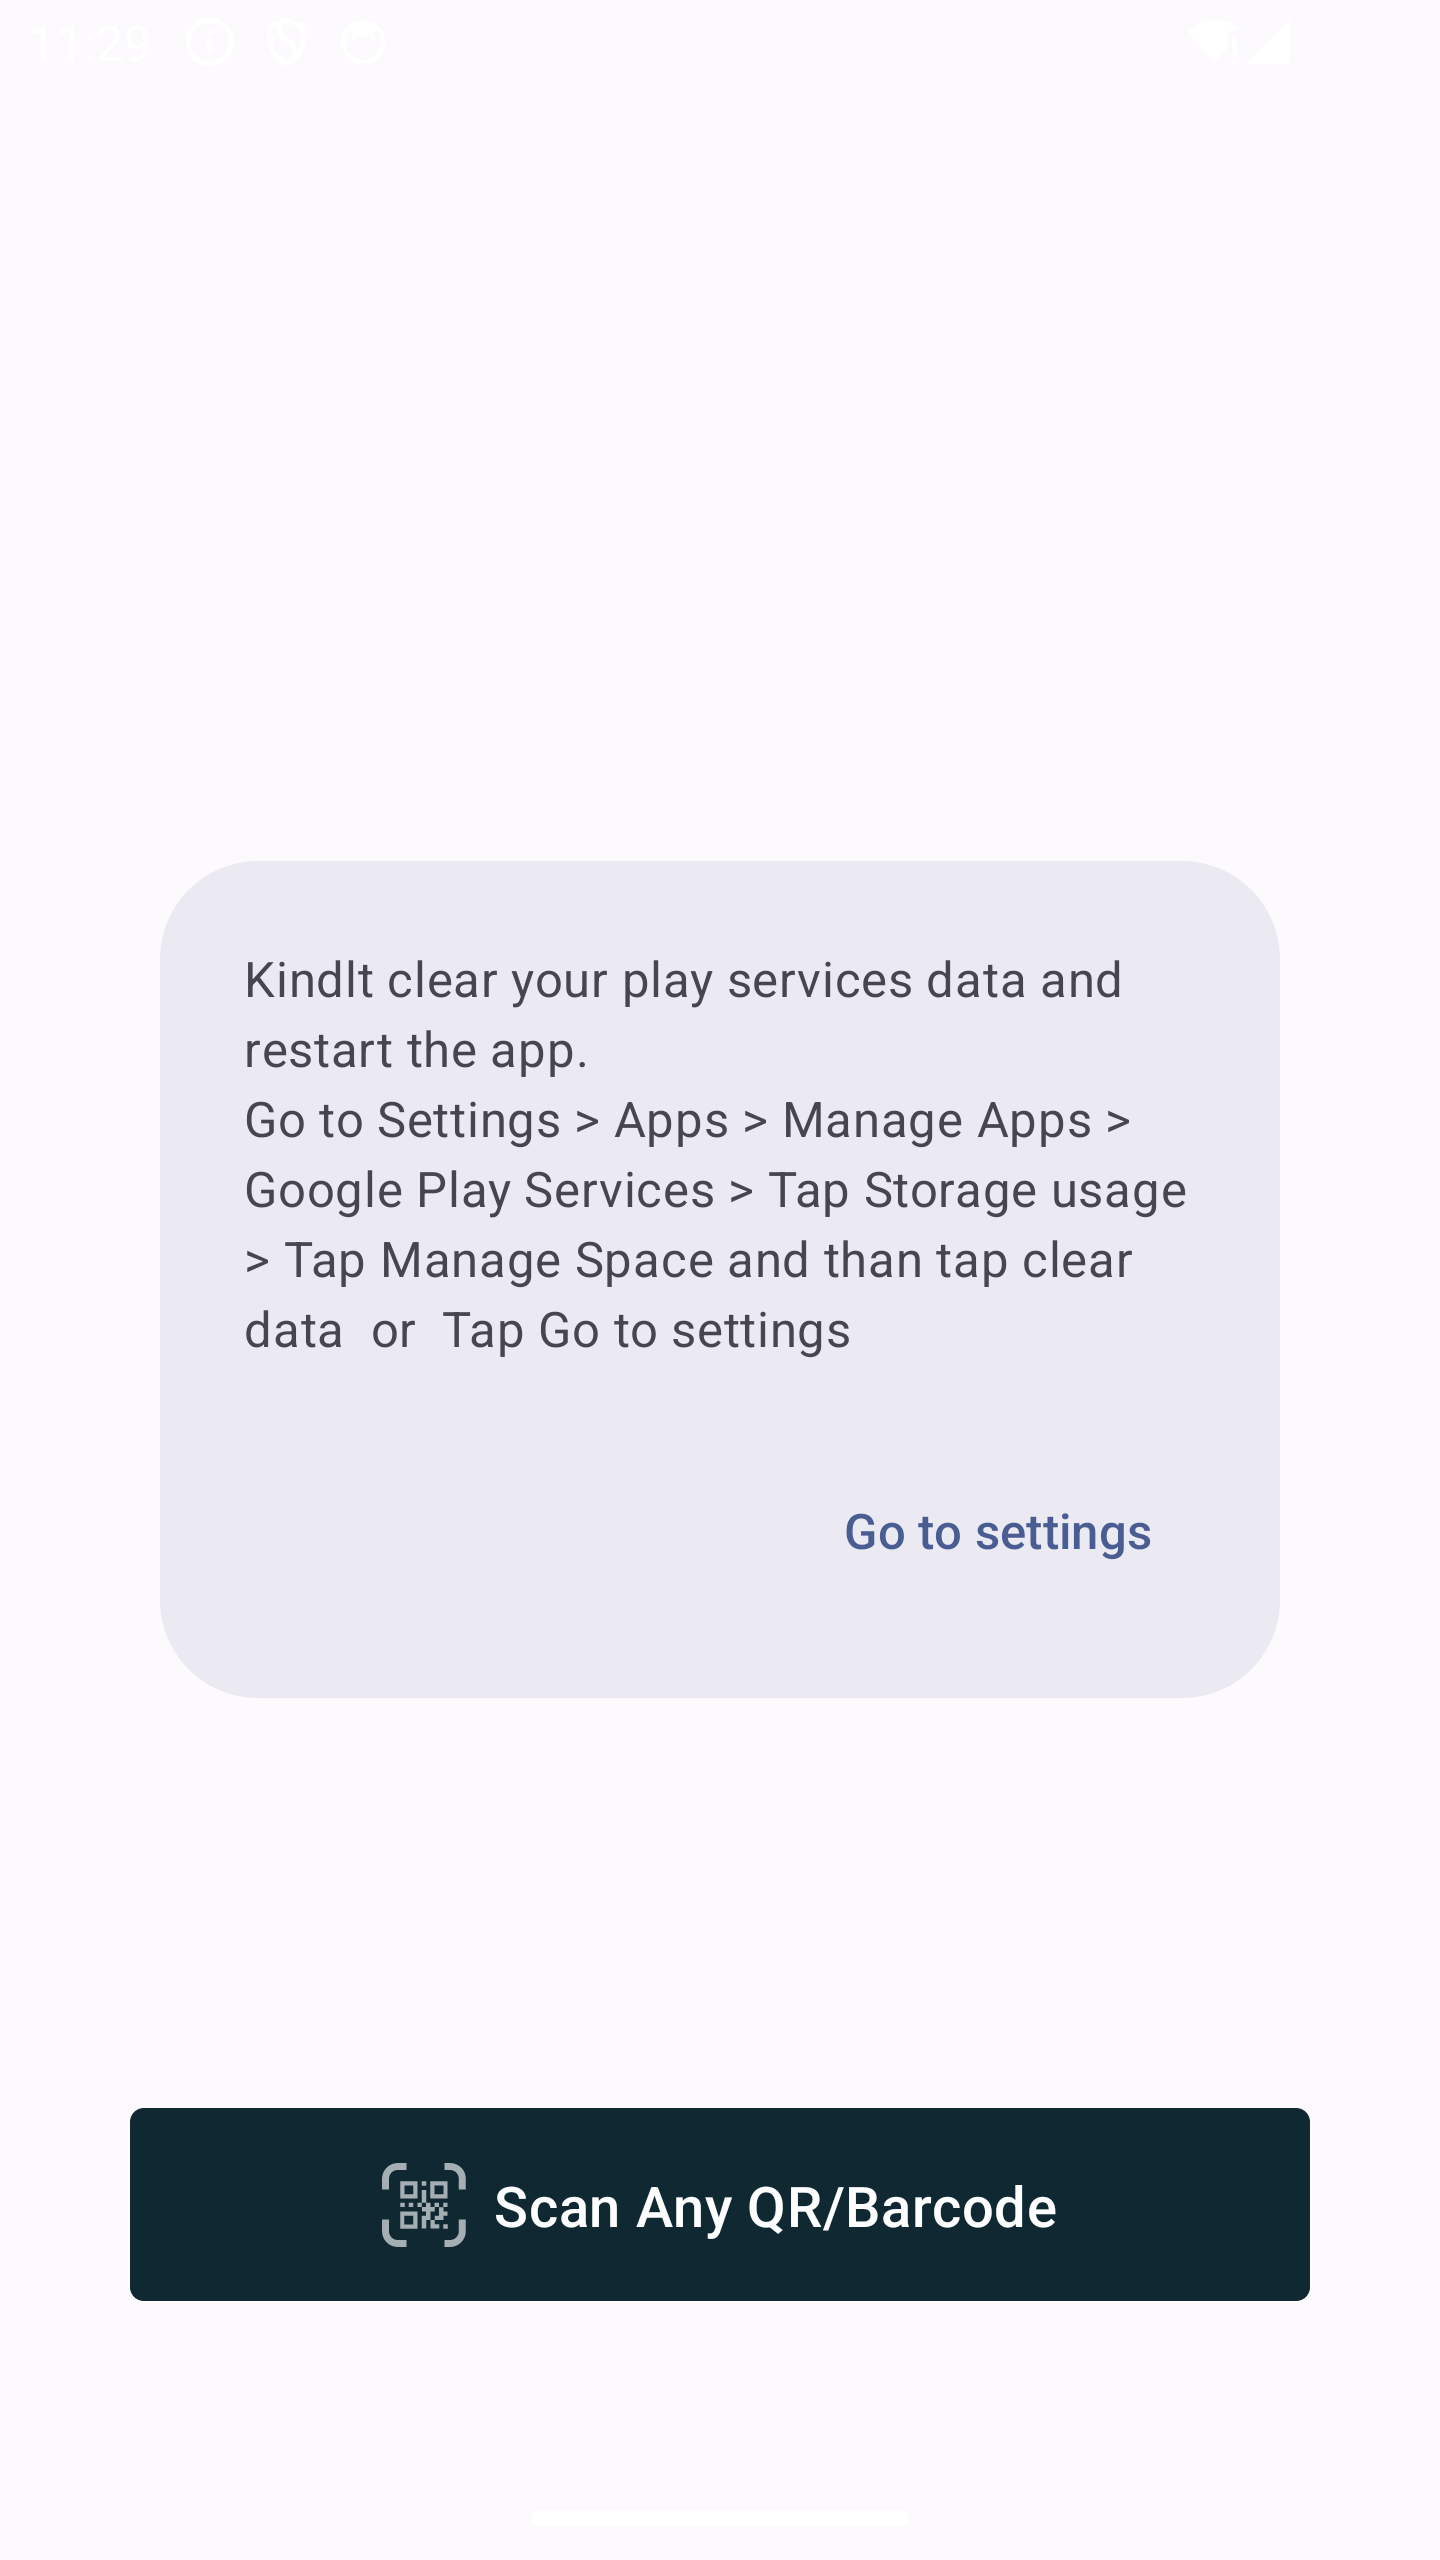 11:29
Kindlt clear your play services data and
restart the app.
Go to Settings > Apps > Manage Apps >
Google Play Services > Tap Storage usage
> Tap Manage Space and than tap clear
data  or  Tap Go to settings
Go to settings
Scan Any QR/Barcode